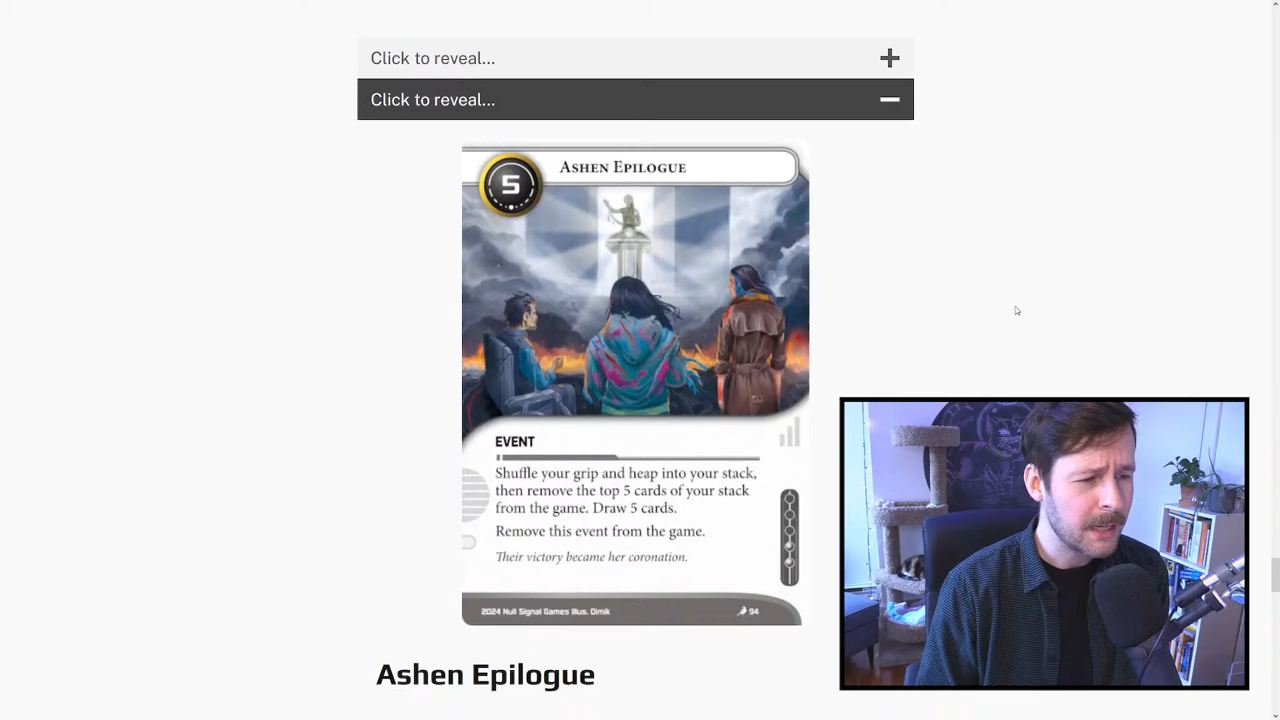 Click to reveal...
Click to reveal...
5
ASHEN EPILOGUE
EVENT
Shuffle your grip and heap into your stack,
then remove the top 5 cards of your stack
from the game. Draw 5 cards.
Remove this event from the game.
Their victory became her coronation.
2024 Null Signal Games Illus. Dimik
94
Ashen Epilogue